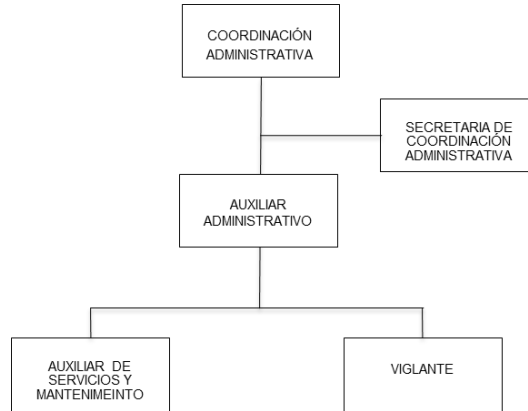 COORDINACIÓN
ADMINISTRATIVA
SECRETARIA DE
COORDINACIÓN
ADMINISTRATIVA
AUXILIAR
ADMINISTRATIVO
AUXILIAR DE
SERVICIOS Y
MANTENIMEINTO
VIGLANTE